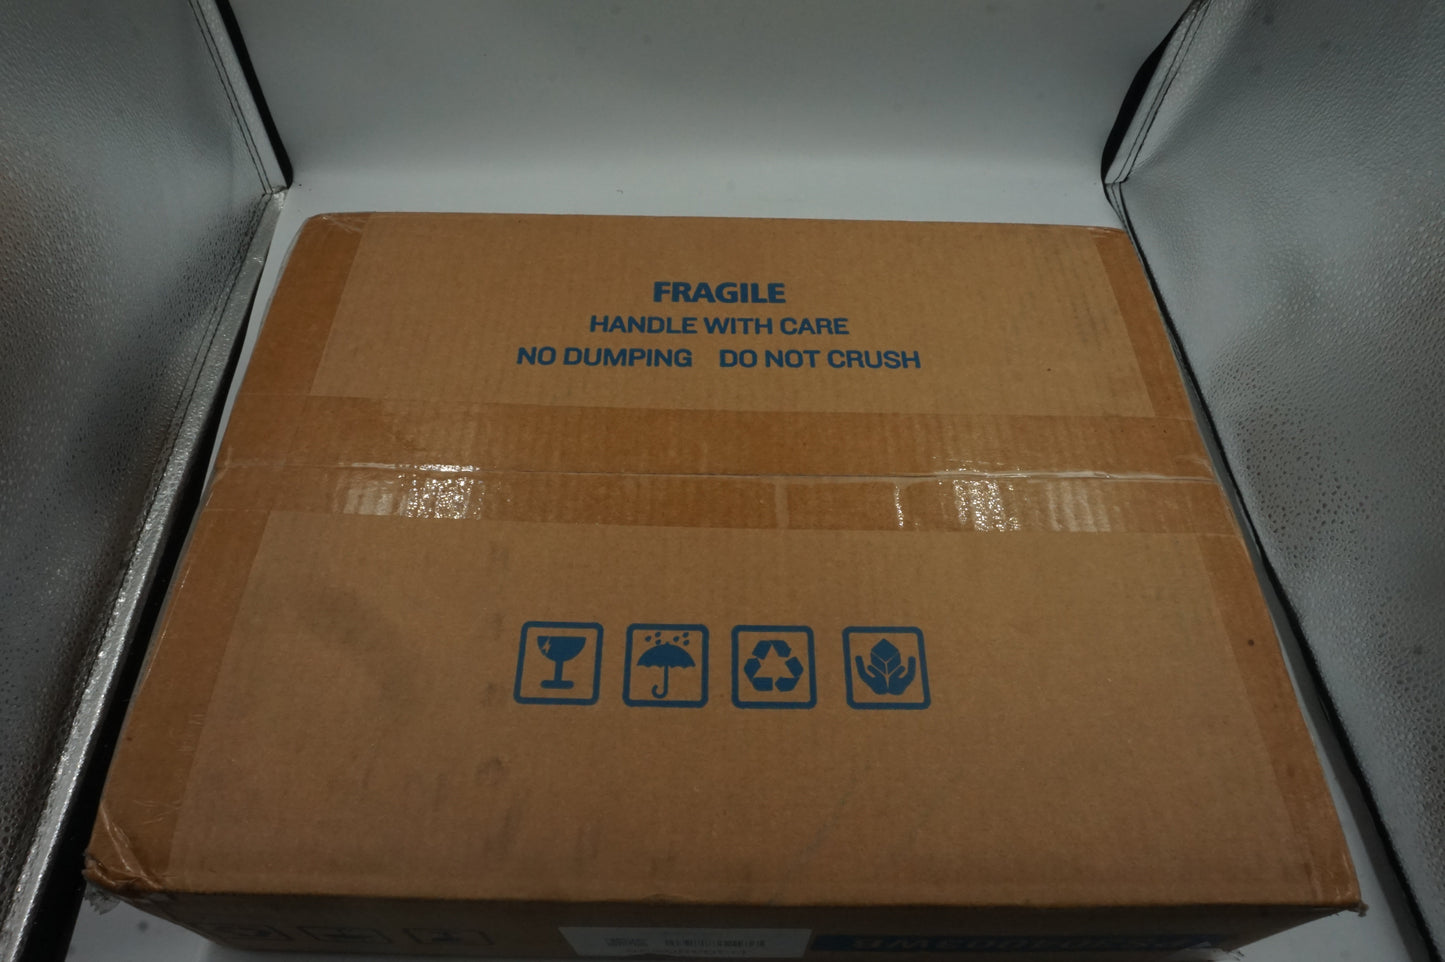 FRAGILE
HANDLE WITH CARE
NO DUMPING DO NOT CRUSH